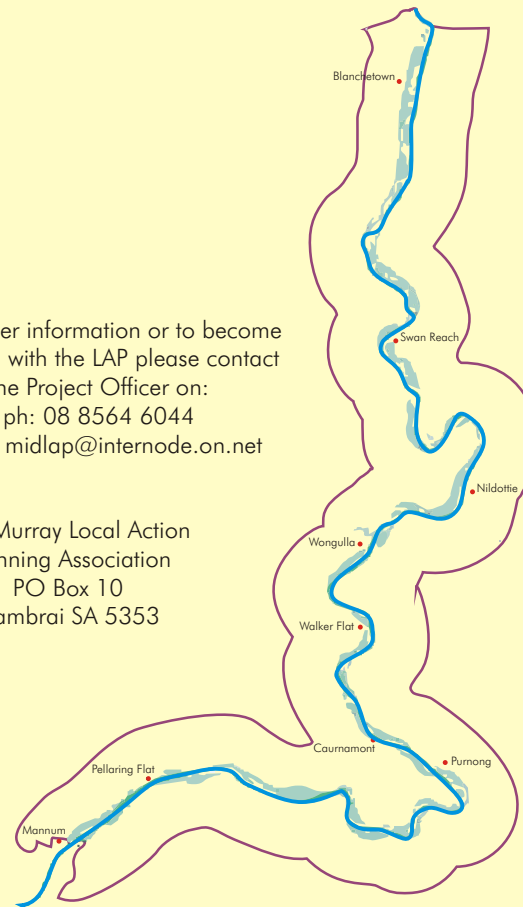 er information or to become
with the LAP please contact
ne Project Officer on:
ph: 08 8564 6044
midlap@internode.on.net
Murray Local Action
nning Association
PO Box 10
ambrai SA 5353
Blanchetown
Swan Reach
Nildottie
Wongulla
Walker Flat
Caurnamont
Purnong
Pellaring Flat
Mannum